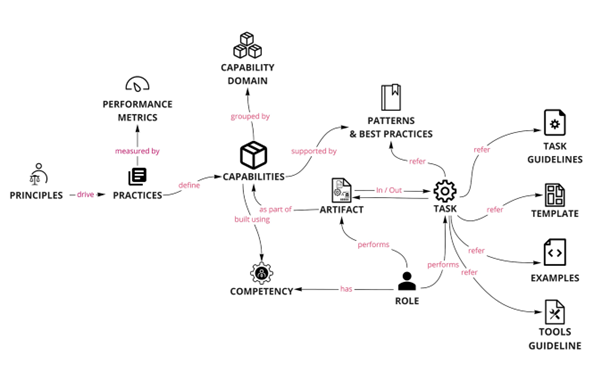 CAPABILITY
DOMAIN
PERFORMANCE
METRICS
grouped by
PATTERNS
& BEST PRACTICES
TASK
GUIDELINES
measured by
supported by
refer
refer
PRINCIPLES
drive
PRACTICES
define
CAPABILITIES
In / Out
as part of
ARTIFACT
TASK
refer
TEMPLATE
built using
performs
performs
refer
refer
EXAMPLES
COMPETENCY
has
ROLE
refer
TOOLS
GUIDELINE